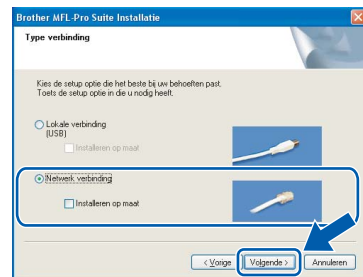 Brother MFL-Pro Suite Installatie
Type verbinding
Kies de setup optie die het beste bij uw behoeften past.
Toets de setup optie in die u nodig heeft.
Lokale verbinding
(USB)
Installeren op maat
Netwerk verbinding
Installeren op maat
< Vorige
Volgende >
Annuleren